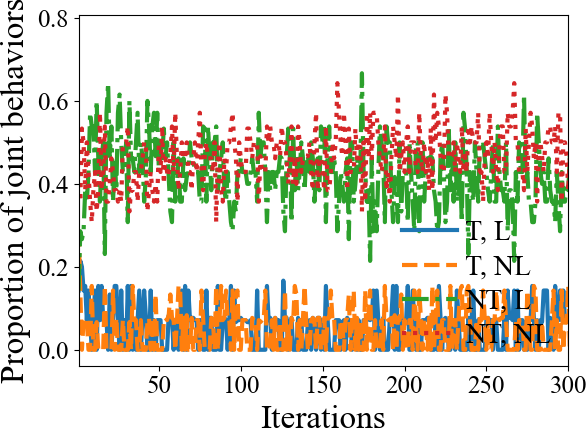 Proportion of joint behaviors
0.8
0.6
0.4
0.2
0.0
T, L
T, NL
NT, L
NT, NL
50
100
150
200
250
300
Iterations